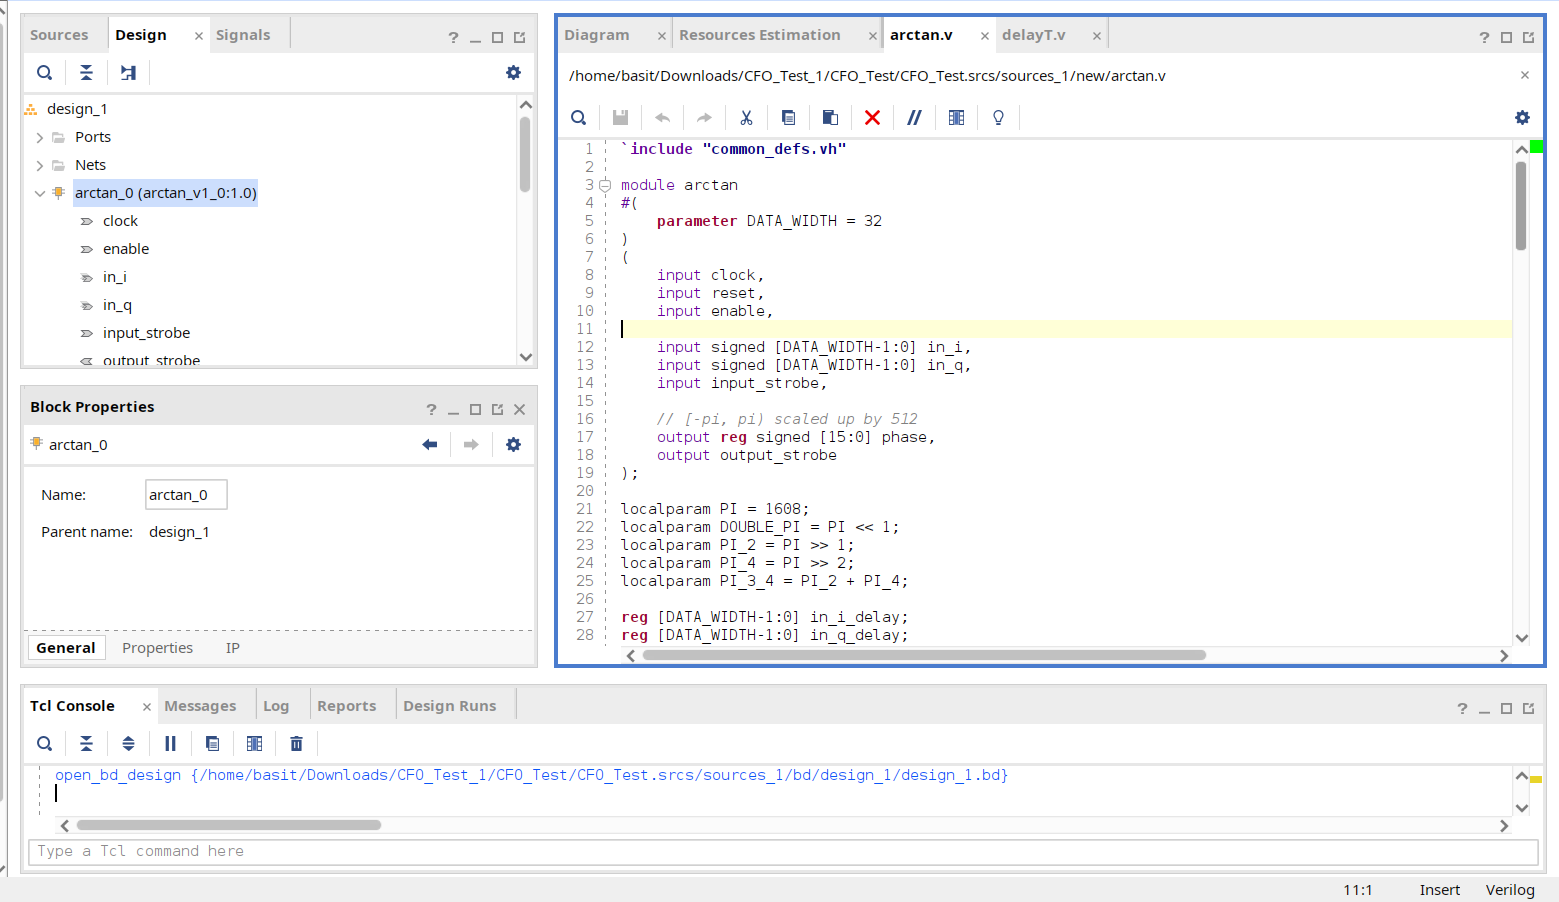 Sources
Design
Signals
design_1
Ports
Nets
arctan_0 (arctan_v1_0:1.0)
clock
enable
in_i
in_q
input_strobe
output_strobe
Block Properties
arctan_0
Name: arctan_0
Parent name: design_1
General Properties IP
Diagram
Resources Estimation
arctan.v
delayT.v
/home/basit/Downloads/CFO_Test_1/CFO_Test/CFO_Test.srcs/sources_1/new/arctan.v
1 `include "common_defs.vh"
2
3 module arctan
4 #(
5 parameter DATA_WIDTH = 32
6 )
7 (
8 input clock,
9 input reset,
10 input enable,
11
12 input signed [DATA_WIDTH-1:0] in_i,
13 input signed [DATA_WIDTH-1:0] in_q,
14 input input_strobe,
15
16 // [-pi, pi) scaled up by 512
17 output reg signed [15:0] phase,
18 output output_strobe
19 );
20
21 localparam PI = 1608;
22 localparam DOUBLE_PI = PI << 1;
23 localparam PI_2 = PI >> 1;
24 localparam PI_4 = PI >> 2;
25 localparam PI_3_4 = PI_2 + PI_4;
26
27 reg [DATA_WIDTH-1:0] in_i_delay;
28 reg [DATA_WIDTH-1:0] in_q_delay;
Tcl Console
Messages
Log
Reports
Design Runs
open_bd_design {/home/basit/Downloads/CFO_Test_1/CFO_Test/CFO_Test.srcs/sources_1/bd/design_1/design_1.bd}
Type a Tcl command here
11:1 Insert Verilog